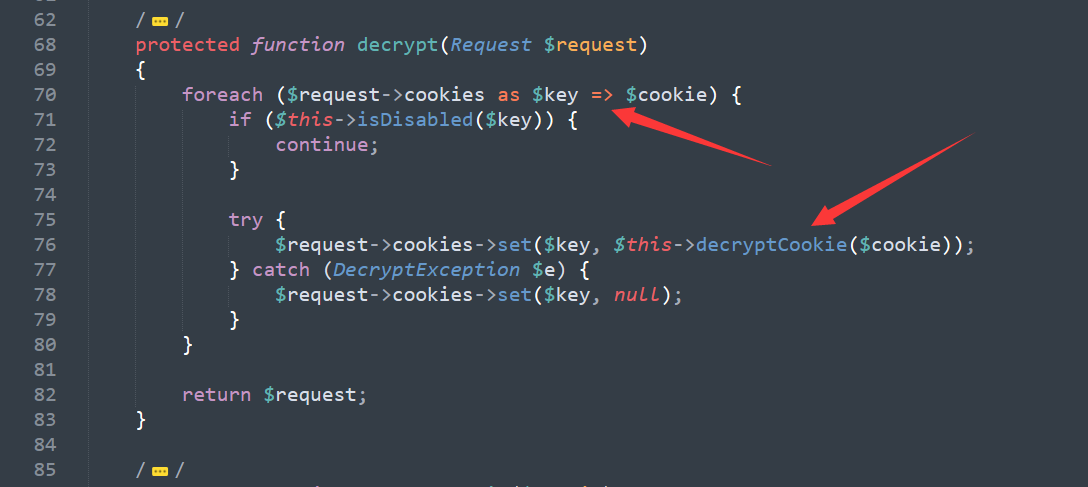 62 /⋯/
68 protected function decrypt(Request $request)
69 {
70 foreach ($request->cookies as $key => $cookie) {
71 if ($this->isDisabled($key)) {
72 continue;
73 }
74
75 try {
76 $request->cookies->set($key, $this->decryptCookie($cookie));
77 } catch (DecryptException $e) {
78 $request->cookies->set($key, null);
79 }
80 }
81
82 return $request;
83 }
84
85 /⋯/